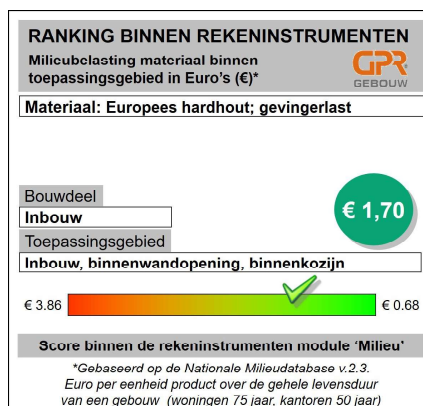 RANKING BINNEN REKENINSTRUMENTEN
Milieubelasting materiaal binnen
toepassingsgebied in Euro's (€)*
GPR
GEBOUW
Materiaal: Europees hardhout; gevingerlast
Bouwdeel
Inbouw
€ 1,70
Toepassingsgebied
Inbouw, binnenwandopening, binnenkozijn
€ 3.86
€ 0.68
Score binnen de rekeninstrumenten module 'Milieu'
*Gebaseerd op de Nationale Milieudatabase v.2.3.
Euro per eenheid product over de gehele levensduur
van een gebouw (woningen 75 jaar, kantoren 50 jaar)